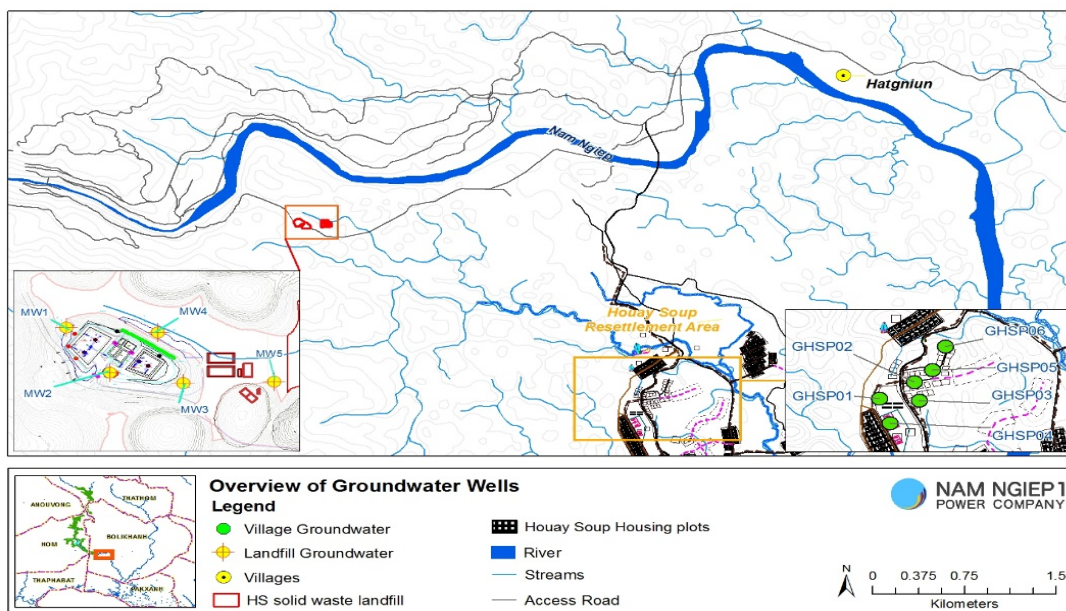 Hatgniun
Nam Ngiep
Houay Soup
Resettlement Area
MW1
MW4
MW5
MW2
MW3
GHSP06
GHSP02
GHSP05
GHSP01
GHSP03
GHSP04
ANOUVONG
THATHOM
HOM
BOLIKHANH
THAPHABAT
PAKXANH
Overview of Groundwater Wells
Legend
Village Groundwater
Landfill Groundwater
Villages
HS solid waste landfill
Houay Soup Housing plots
River
Streams
Access Road
NAM NGIEP 1
POWER COMPANY
N
0 0.375 0.75 1.5
Kilometers